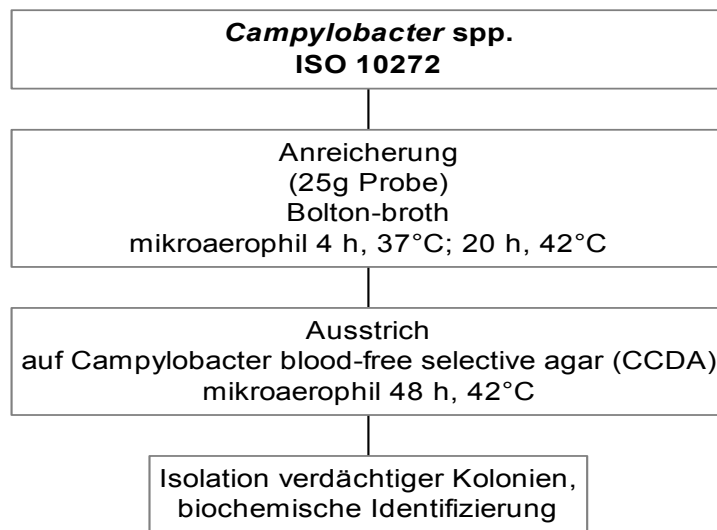 Campylobacter spp.
ISO 10272
Anreicherung
(25g Probe)
Bolton-broth
mikroaerophil 4 h, 37°C; 20 h, 42°C
Ausstrich
auf Campylobacter blood-free selective agar (CCDA)
mikroaerophil 48 h, 42°C
Isolation verdächtiger Kolonien,
biochemische Identifizierung